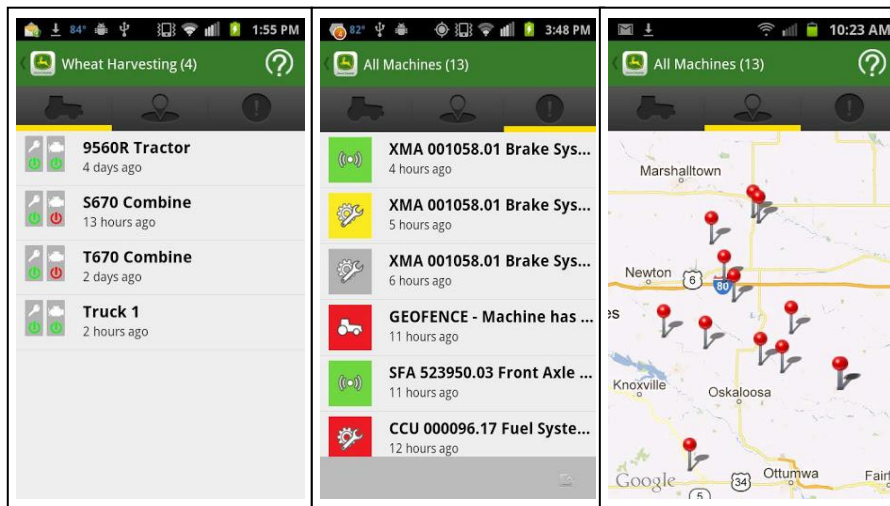 84° 1:55 PM
Wheat Harvesting (4)
9560R Tractor
4 days ago
S670 Combine
13 hours ago
T670 Combine
2 days ago
Truck 1
2 hours ago
82° 3:48 PM
All Machines (13)
XMA 001058.01 Brake Sys...
4 hours ago
XMA 001058.01 Brake Sys...
5 hours ago
XMA 001058.01 Brake Sys...
6 hours ago
GEOFENCE - Machine has ...
11 hours ago
SFA 523950.03 Front Axle ...
11 hours ago
CCU 000096.17 Fuel Syste...
12 hours ago
10:23 AM
All Machines (13)
Marshalltown
Newton
6
80
es
Knoxville
Oskaloosa
Google
5
34
Ottumwa
Fairf